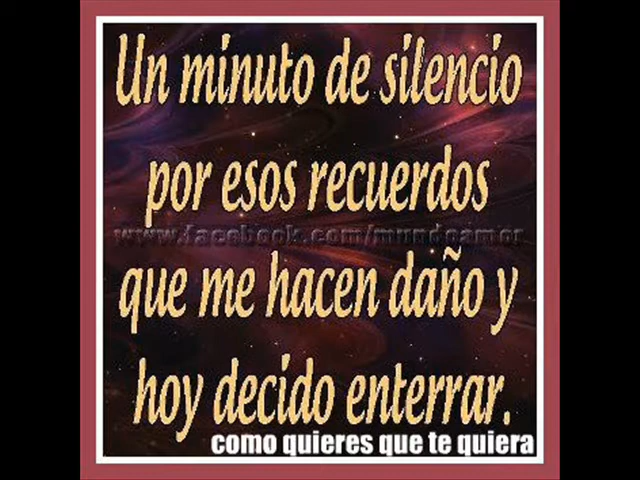 Un minuto de silencio
por esos recuerdos
www.facebook.com/mundoamor
que me hacen daño y
hoy decido enterrar.
como quieres que te quiera